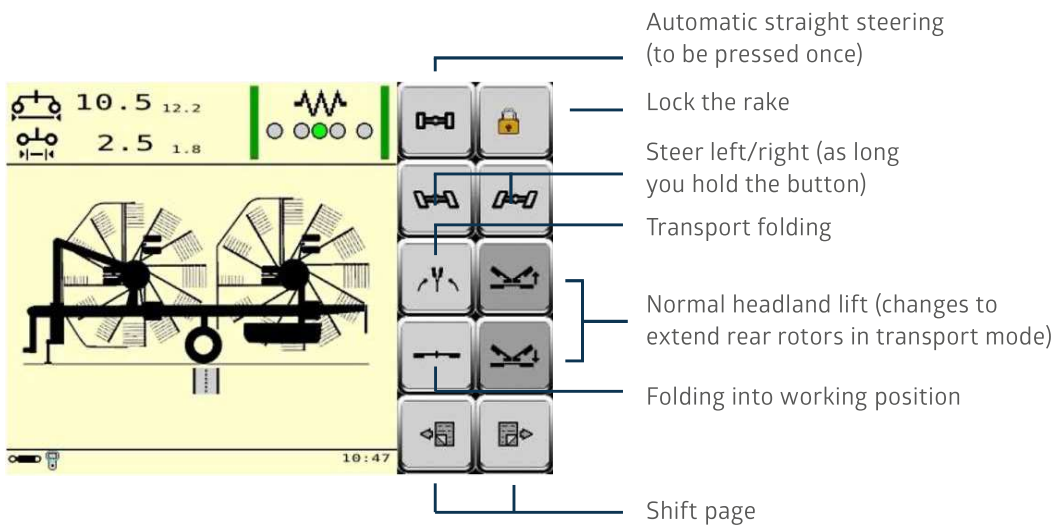 Automatic straight steering
(to be pressed once)
10.5 12.2
Lock the rake
2.5 1.8
Steer left/right (as long
you hold the button)
Transport folding
Normal headland lift (changes to
extend rear rotors in transport mode)
Folding into working position
10:47
Shift page